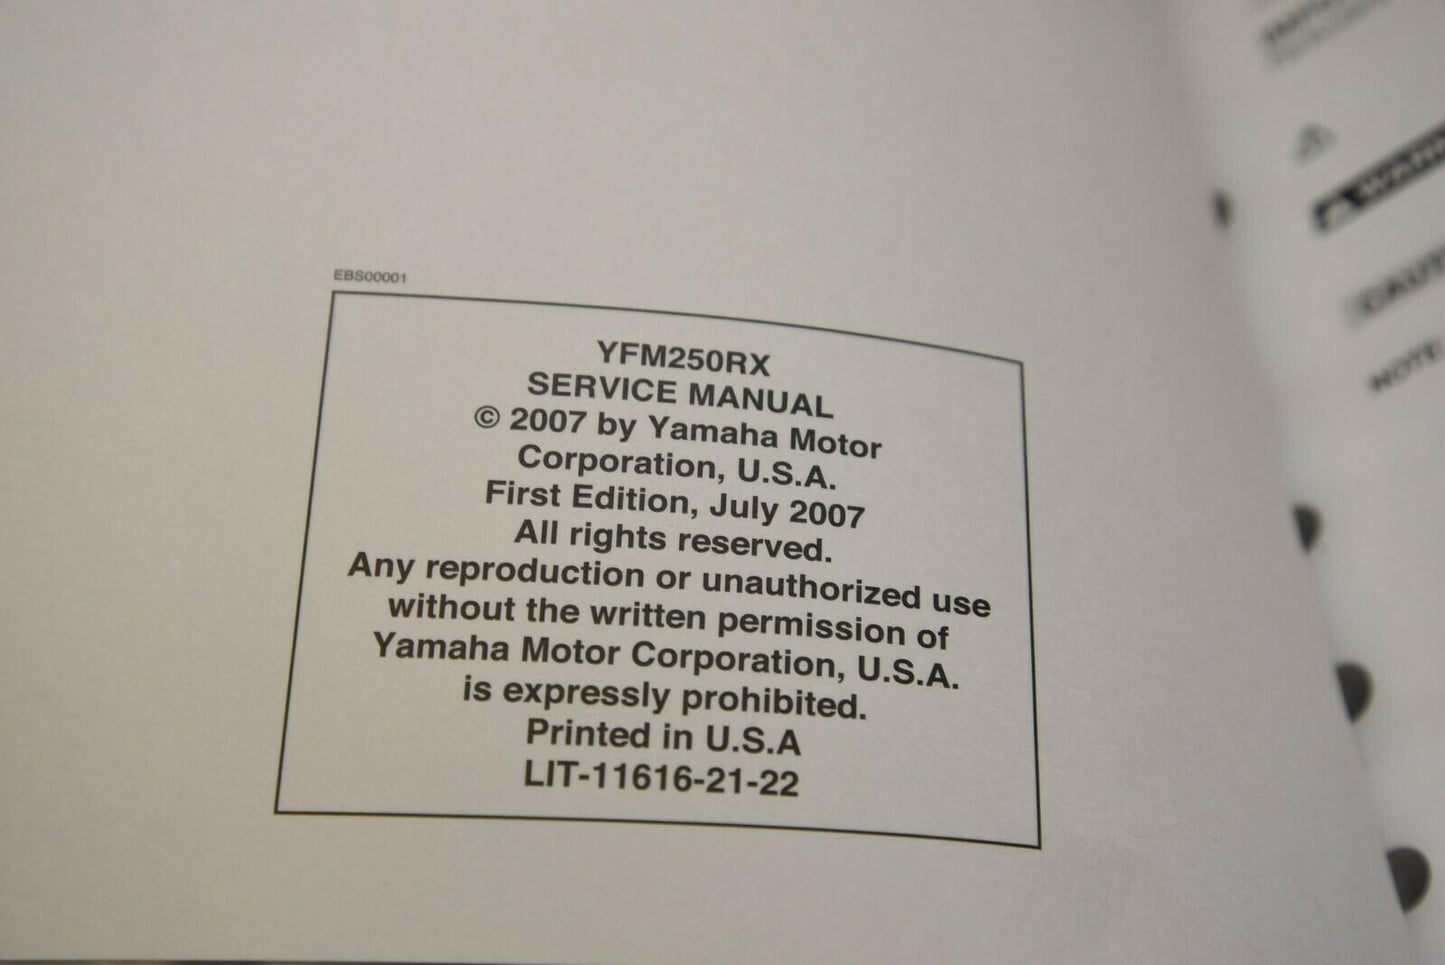 EBS00001
YFM250RX
SERVICE MANUAL
© 2007 by Yamaha Motor
Corporation, U.S.A.
First Edition, July 2007
All rights reserved.
Any reproduction or unauthorized use
without the written permission of
Yamaha Motor Corporation, U.S.A.
is expressly prohibited.
Printed in U.S.A
LIT-11616-21-22
NOTE